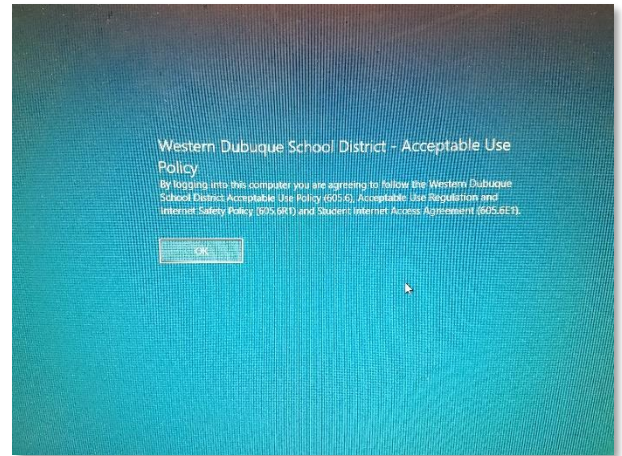 Western Dubuque School District - Acceptable Use
Policy
By logging into this computer you are agreeing to follow the Western Dubuque
School District Acceptable Use Policy (605.6), Acceptable Use Regulation and
Internet Safety Policy (605.6R1) and Student Internet Access Agreement (605.6E1).
OK